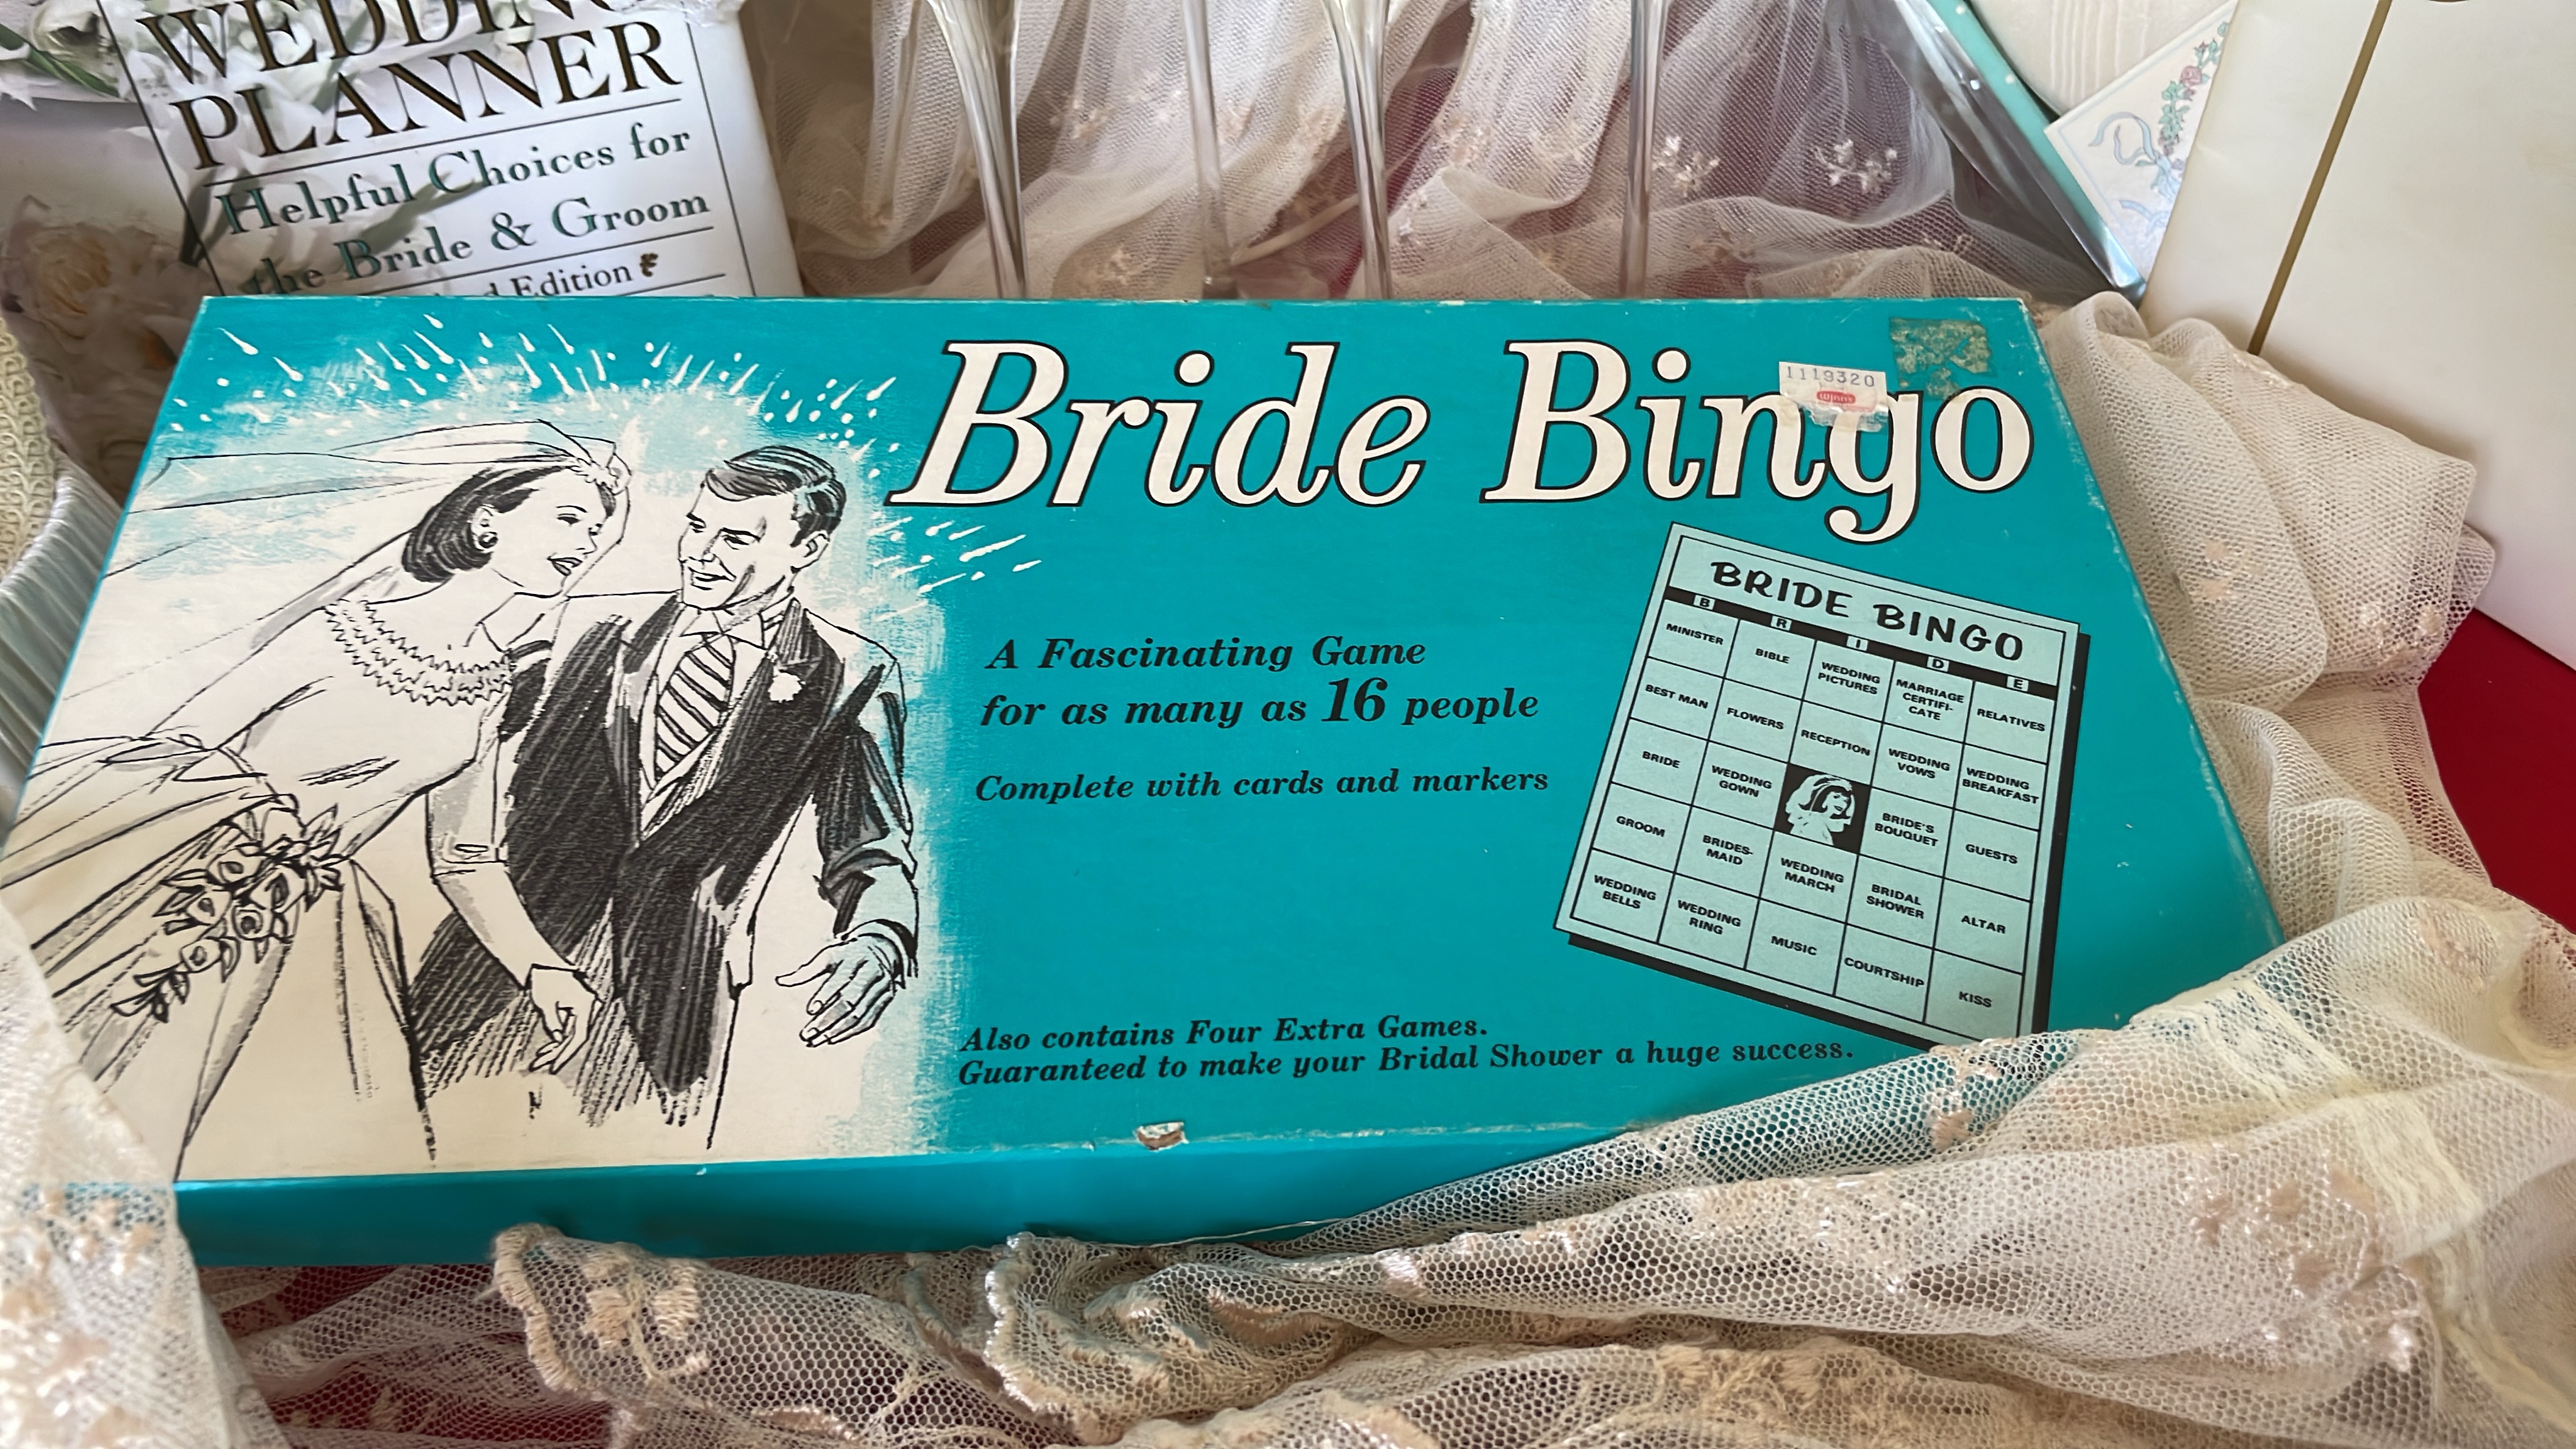 WEDDING
PLANNER
Helpful Choices for
the Bride & Groom
Edition
Bride Bingo
1119320
A Fascinating Game
for as many as 16 people
Complete with cards and markers
Also contains Four Extra Games.
Guaranteed to make your Bridal Shower a huge success.
BRIDE BINGO
B R I D E
MINISTER
BIBLE
WEDDING
PICTURES
MARRIAGE
CERTIFI-
CATE
RELATIVES
BEST MAN
FLOWERS
RECEPTION
WEDDING
VOWS
WEDDING
BREAKFAST
BRIDE
WEDDING
GOWN
BRIDE'S
BOUQUET
GUESTS
GROOM
BRIDES-
MAID
WEDDING
MARCH
BRIDAL
SHOWER
ALTAR
WEDDING
BELLS
WEDDING
RING
MUSIC
COURTSHIP
KISS